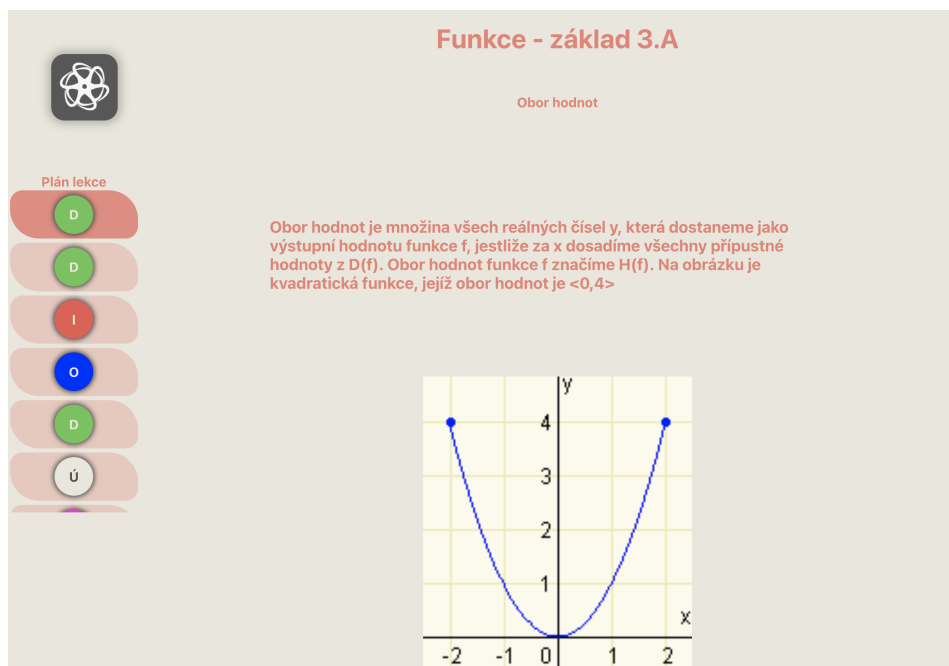 Funkce - základ 3.A
Obor hodnot
Plán lekce
D
D
I
O
D
Ú
Obor hodnot je množina všech reálných čísel y, která dostaneme jako
výstupní hodnotu funkce f, jestliže za x dosadíme všechny přípustné
hodnoty z D(f). Obor hodnot funkce f značíme H(f). Na obrázku je
kvadratická funkce, jejíž obor hodnot je <0,4>
y
4
3
2
1
x
-2 -1 0 1 2